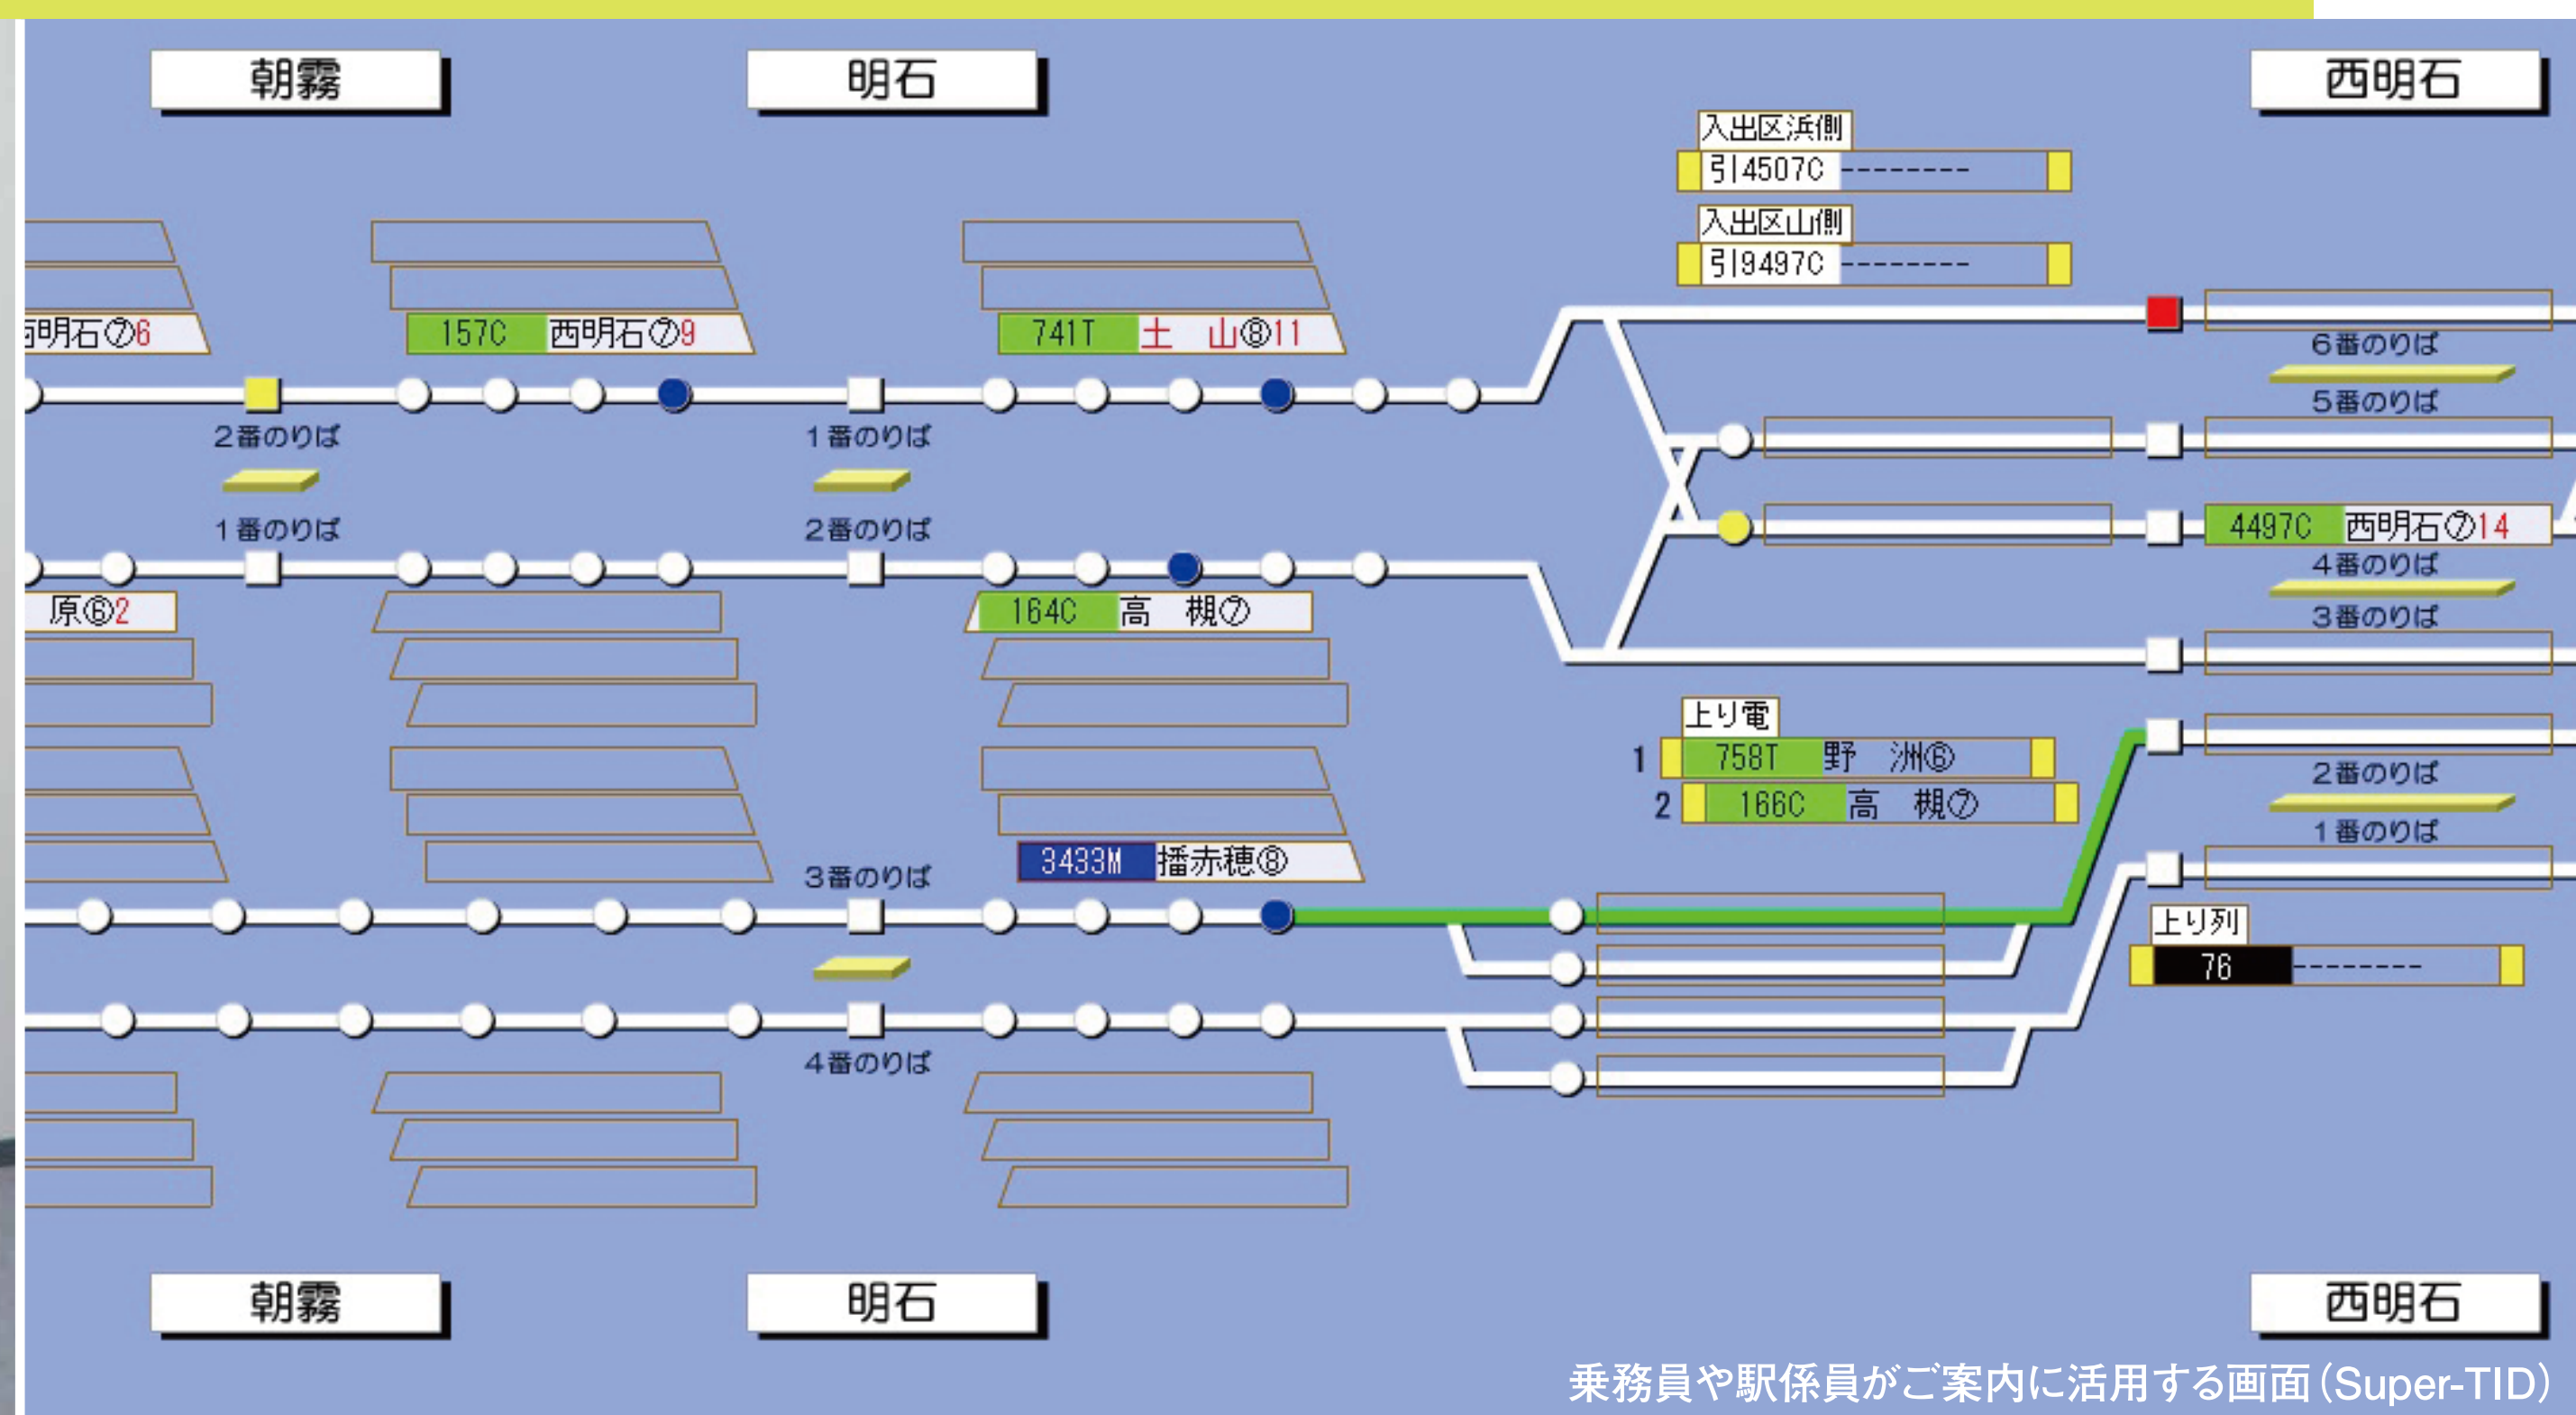 朝霧
明石
西明石
入出区浜側
引4507C --------
入出区山側
引9497C --------
西明石⑦6
157C 西明石⑦9
741T 土　山⑧11
6番のりば
5番のりば
2番のりば
1番のりば
1番のりば
2番のりば
4497C 西明石⑦14
4番のりば
3番のりば
原⑥2
164C 高　槻⑦
上り電
1 758T 野　洲⑥
2 166C 高　槻⑦
2番のりば
1番のりば
3433M 播赤穂⑧
3番のりば
上り列
76 --------
4番のりば
朝霧
明石
西明石
乗務員や駅係員がご案内に活用する画面（Super-TID）